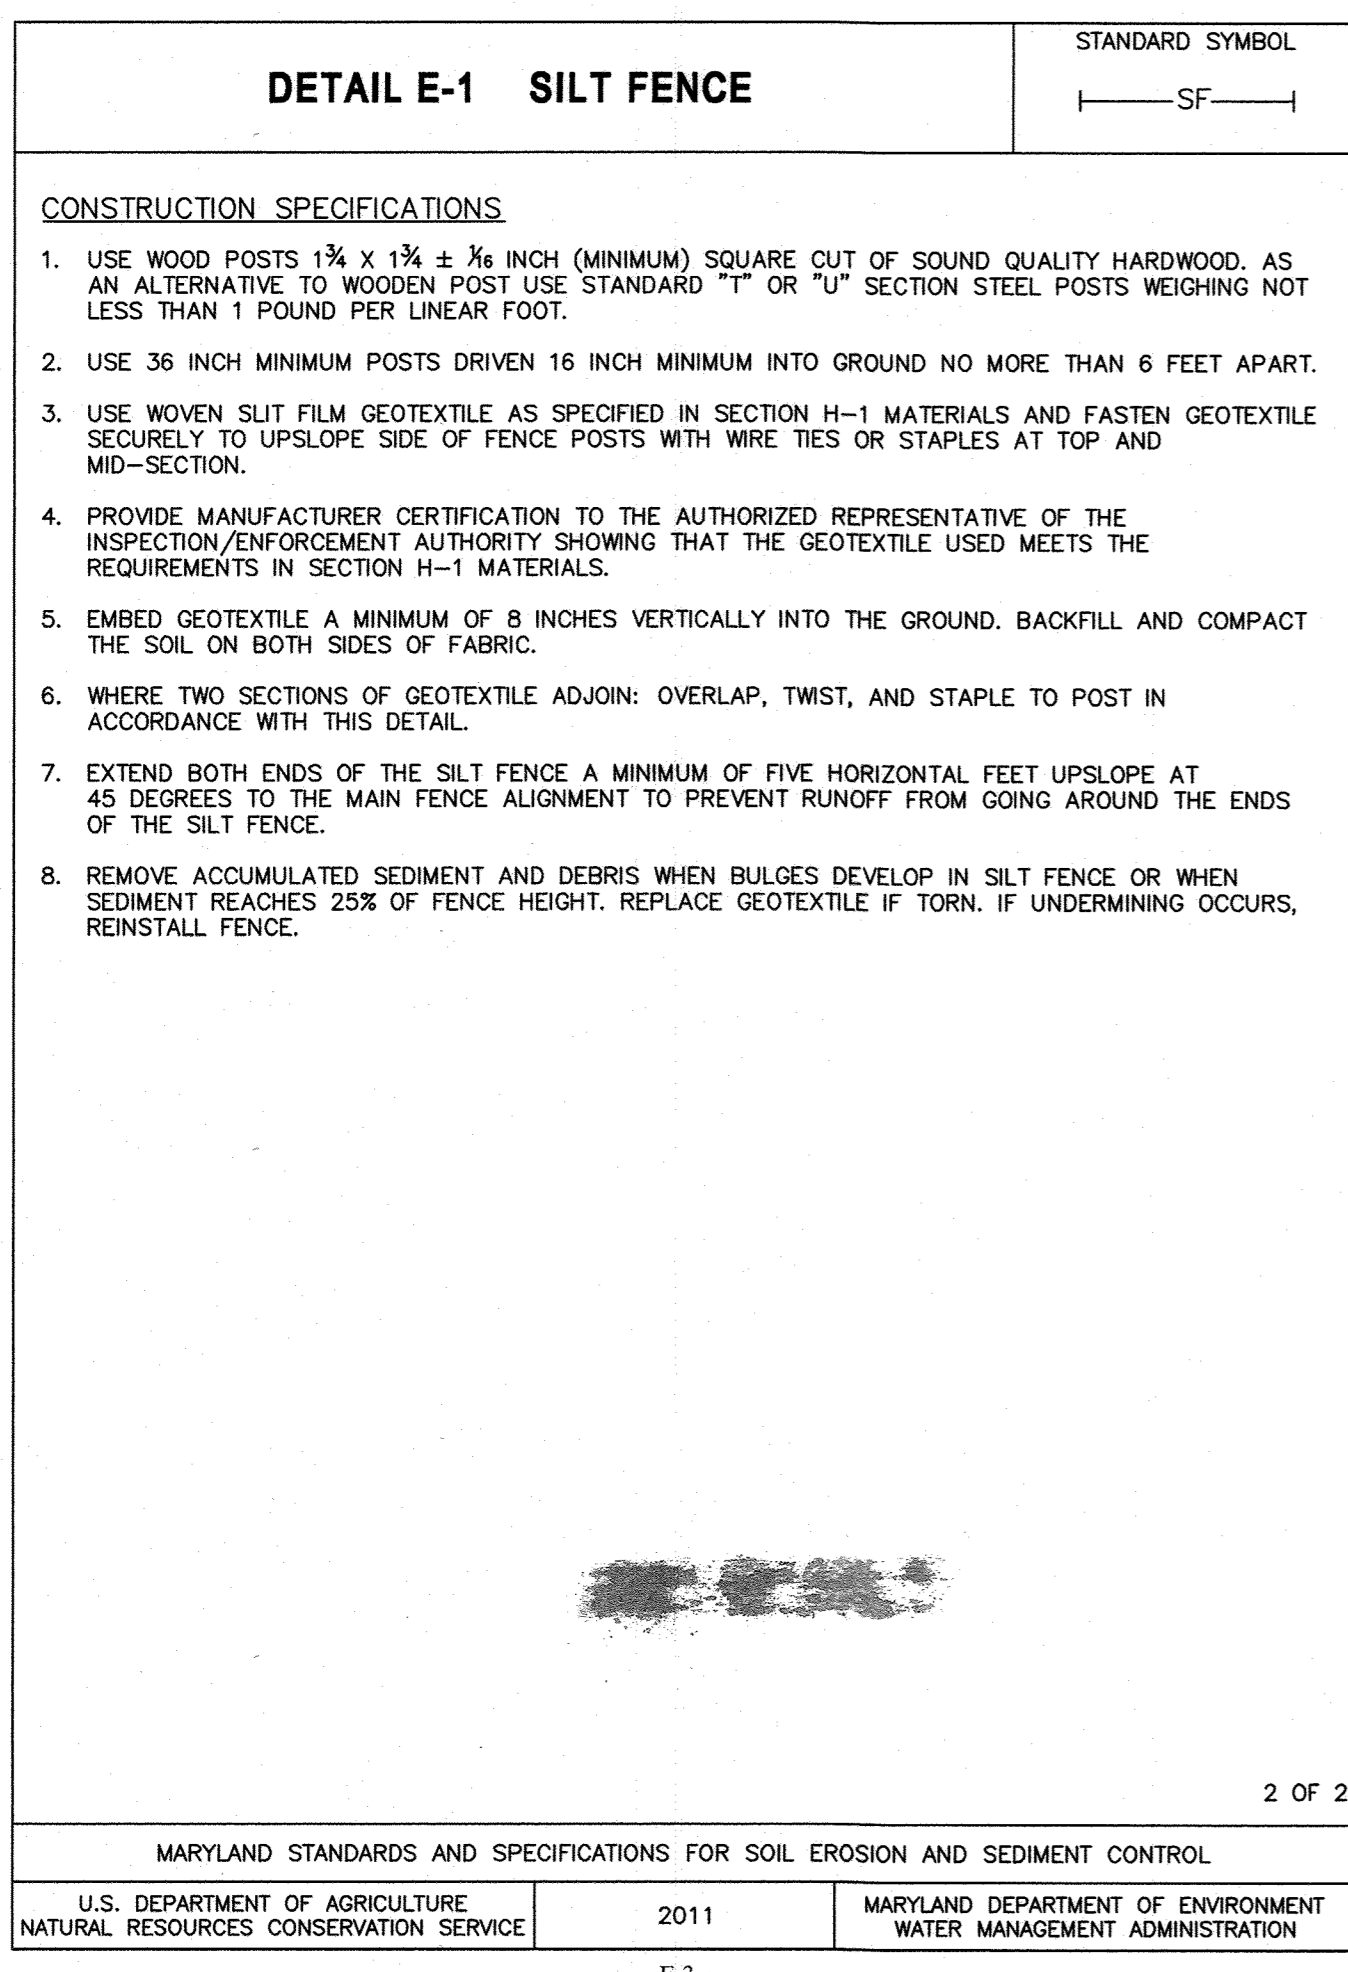 STANDARD SYMBOL
DETAIL E-1 SILT FENCE
SF
CONSTRUCTION SPECIFICATIONS
1. USE WOOD POSTS 1¾ X 1¾ ± 1/16 INCH (MINIMUM) SQUARE CUT OF SOUND QUALITY HARDWOOD. AS
AN ALTERNATIVE TO WOODEN POST USE STANDARD "T" OR "U" SECTION STEEL POSTS WEIGHING NOT
LESS THAN 1 POUND PER LINEAR FOOT.
2. USE 36 INCH MINIMUM POSTS DRIVEN 16 INCH MINIMUM INTO GROUND NO MORE THAN 6 FEET APART.
3. USE WOVEN SLIT FILM GEOTEXTILE AS SPECIFIED IN SECTION H-1 MATERIALS AND FASTEN GEOTEXTILE
SECURELY TO UPSLOPE SIDE OF FENCE POSTS WITH WIRE TIES OR STAPLES AT TOP AND
MID-SECTION.
4. PROVIDE MANUFACTURER CERTIFICATION TO THE AUTHORIZED REPRESENTATIVE OF THE
INSPECTION/ENFORCEMENT AUTHORITY SHOWING THAT THE GEOTEXTILE USED MEETS THE
REQUIREMENTS IN SECTION H-1 MATERIALS.
5. EMBED GEOTEXTILE A MINIMUM OF 8 INCHES VERTICALLY INTO THE GROUND. BACKFILL AND COMPACT
THE SOIL ON BOTH SIDES OF FABRIC.
6. WHERE TWO SECTIONS OF GEOTEXTILE ADJOIN: OVERLAP, TWIST, AND STAPLE TO POST IN
ACCORDANCE WITH THIS DETAIL.
7. EXTEND BOTH ENDS OF THE SILT FENCE A MINIMUM OF FIVE HORIZONTAL FEET UPSLOPE AT
45 DEGREES TO THE MAIN FENCE ALIGNMENT TO PREVENT RUNOFF FROM GOING AROUND THE ENDS
OF THE SILT FENCE.
8. REMOVE ACCUMULATED SEDIMENT AND DEBRIS WHEN BULGES DEVELOP IN SILT FENCE OR WHEN
SEDIMENT REACHES 25% OF FENCE HEIGHT. REPLACE GEOTEXTILE IF TORN. IF UNDERMINING OCCURS,
REINSTALL FENCE.
2 OF 2
MARYLAND STANDARDS AND SPECIFICATIONS FOR SOIL EROSION AND SEDIMENT CONTROL
U.S. DEPARTMENT OF AGRICULTURE
NATURAL RESOURCES CONSERVATION SERVICE
2011
MARYLAND DEPARTMENT OF ENVIRONMENT
WATER MANAGEMENT ADMINISTRATION